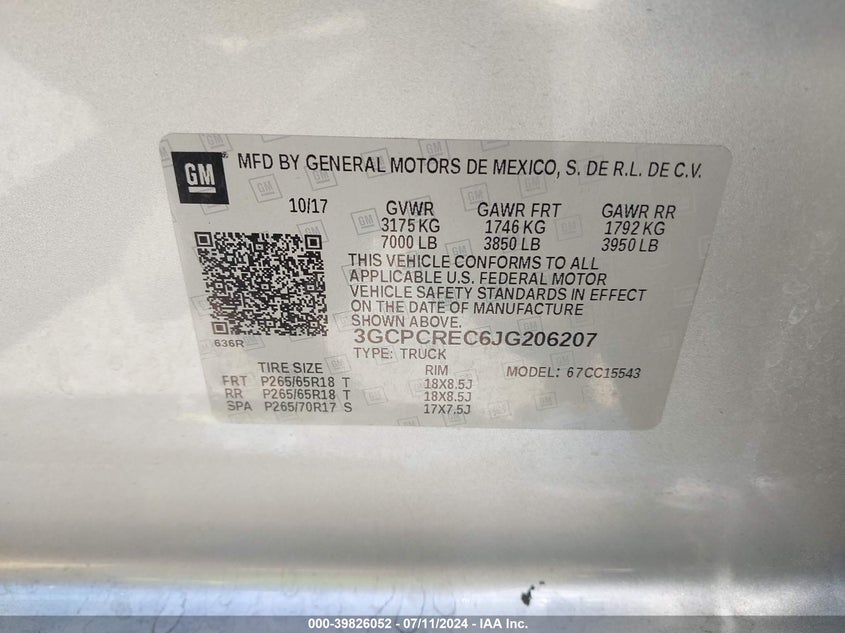 GM ® MFD BY GENERAL MOTORS DE MEXICO, S. DE R.L. DE C.V.
10/17 GVWR GAWR FRT GAWR RR
3175 KG 1746 KG 1792 KG
7000 LB 3850 LB 3950 LB
THIS VEHICLE CONFORMS TO ALL
APPLICABLE U.S. FEDERAL MOTOR
VEHICLE SAFETY STANDARDS IN EFFECT
ON THE DATE OF MANUFACTURE
SHOWN ABOVE.
636R 3GCPCREC6JG206207
TYPE: TRUCK
TIRE SIZE RIM MODEL: 67CC15543
FRT P265/65R18 T 18X8.5J
RR P265/65R18 T 18X8.5J
SPA P265/70R17 S 17X7.5J
000-39826052 - 07/11/2024 - IAA Inc.